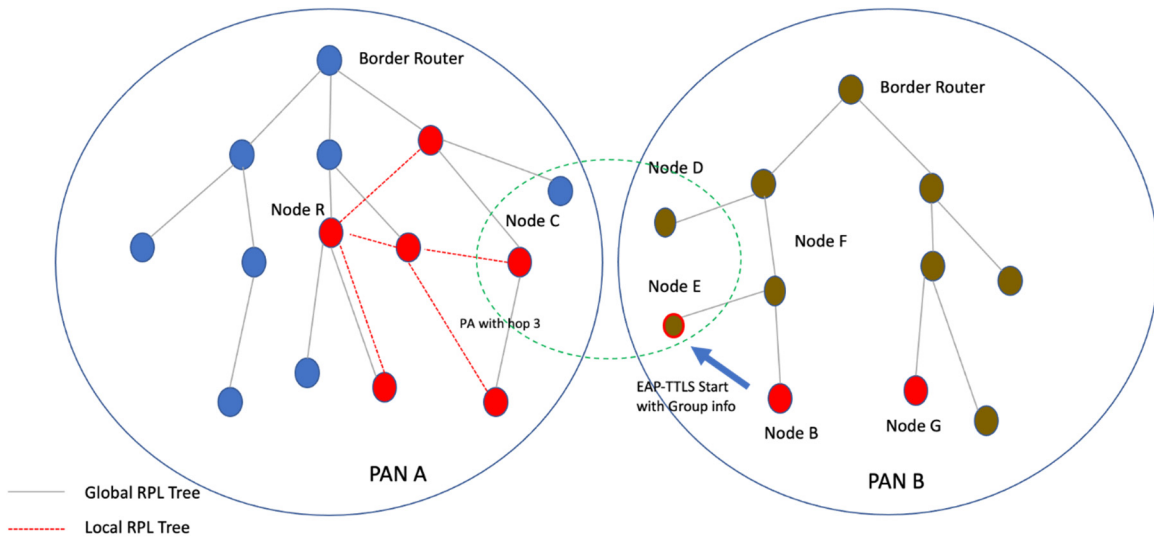 Border Router
Border Router
Node D
Node R
Node C
Node F
Node E
PA with hop 3
EAP-TTLS Start
with Group info
Node B
Node G
PAN A
PAN B
Global RPL Tree
Local RPL Tree